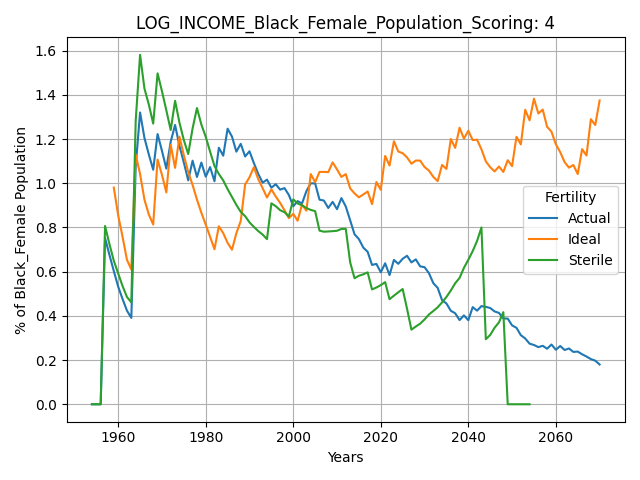 LOG_INCOME_Black_Female_Population_Scoring: 4
% of Black_Female Population
1.6
1.4
1.2
1.0
0.8
0.6
0.4
0.2
0.0
Fertility
Actual
Ideal
Sterile
1960
1980
2000
2020
2040
2060
Years